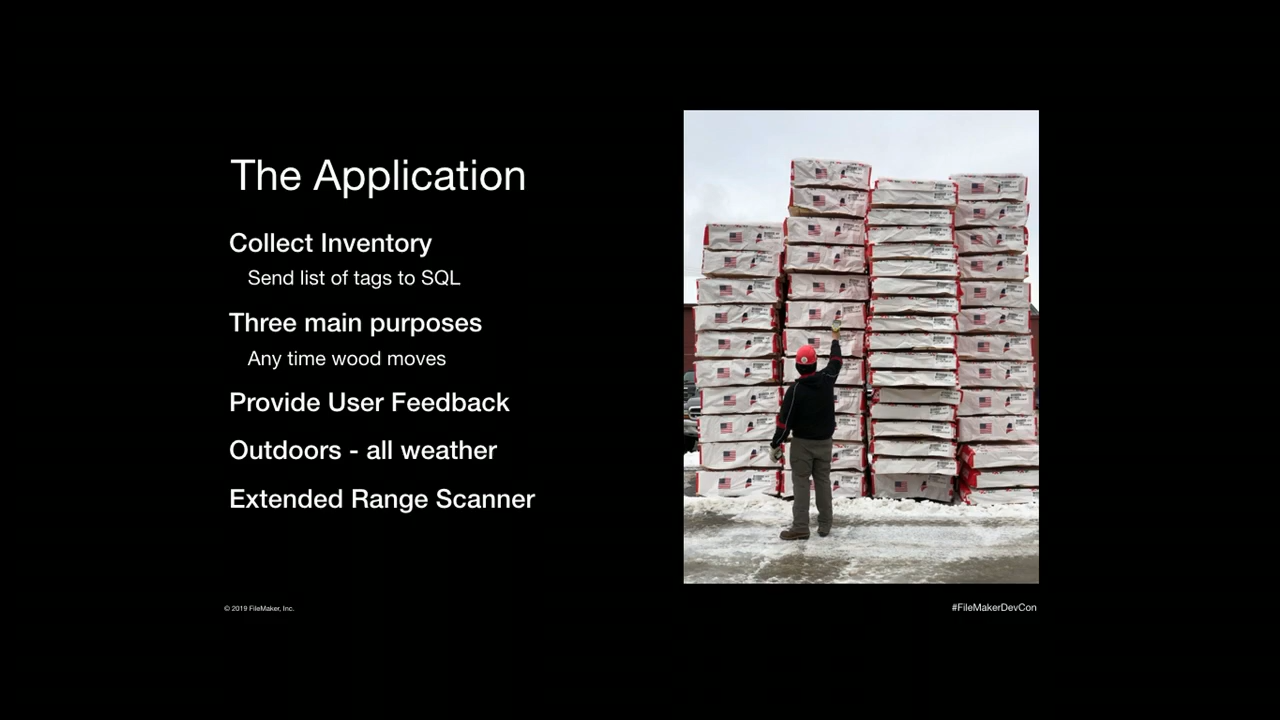 The Application
Collect Inventory
Send list of tags to SQL
Three main purposes
Any time wood moves
Provide User Feedback
Outdoors - all weather
Extended Range Scanner
© 2019 FileMaker, Inc.
#FileMakerDevCon